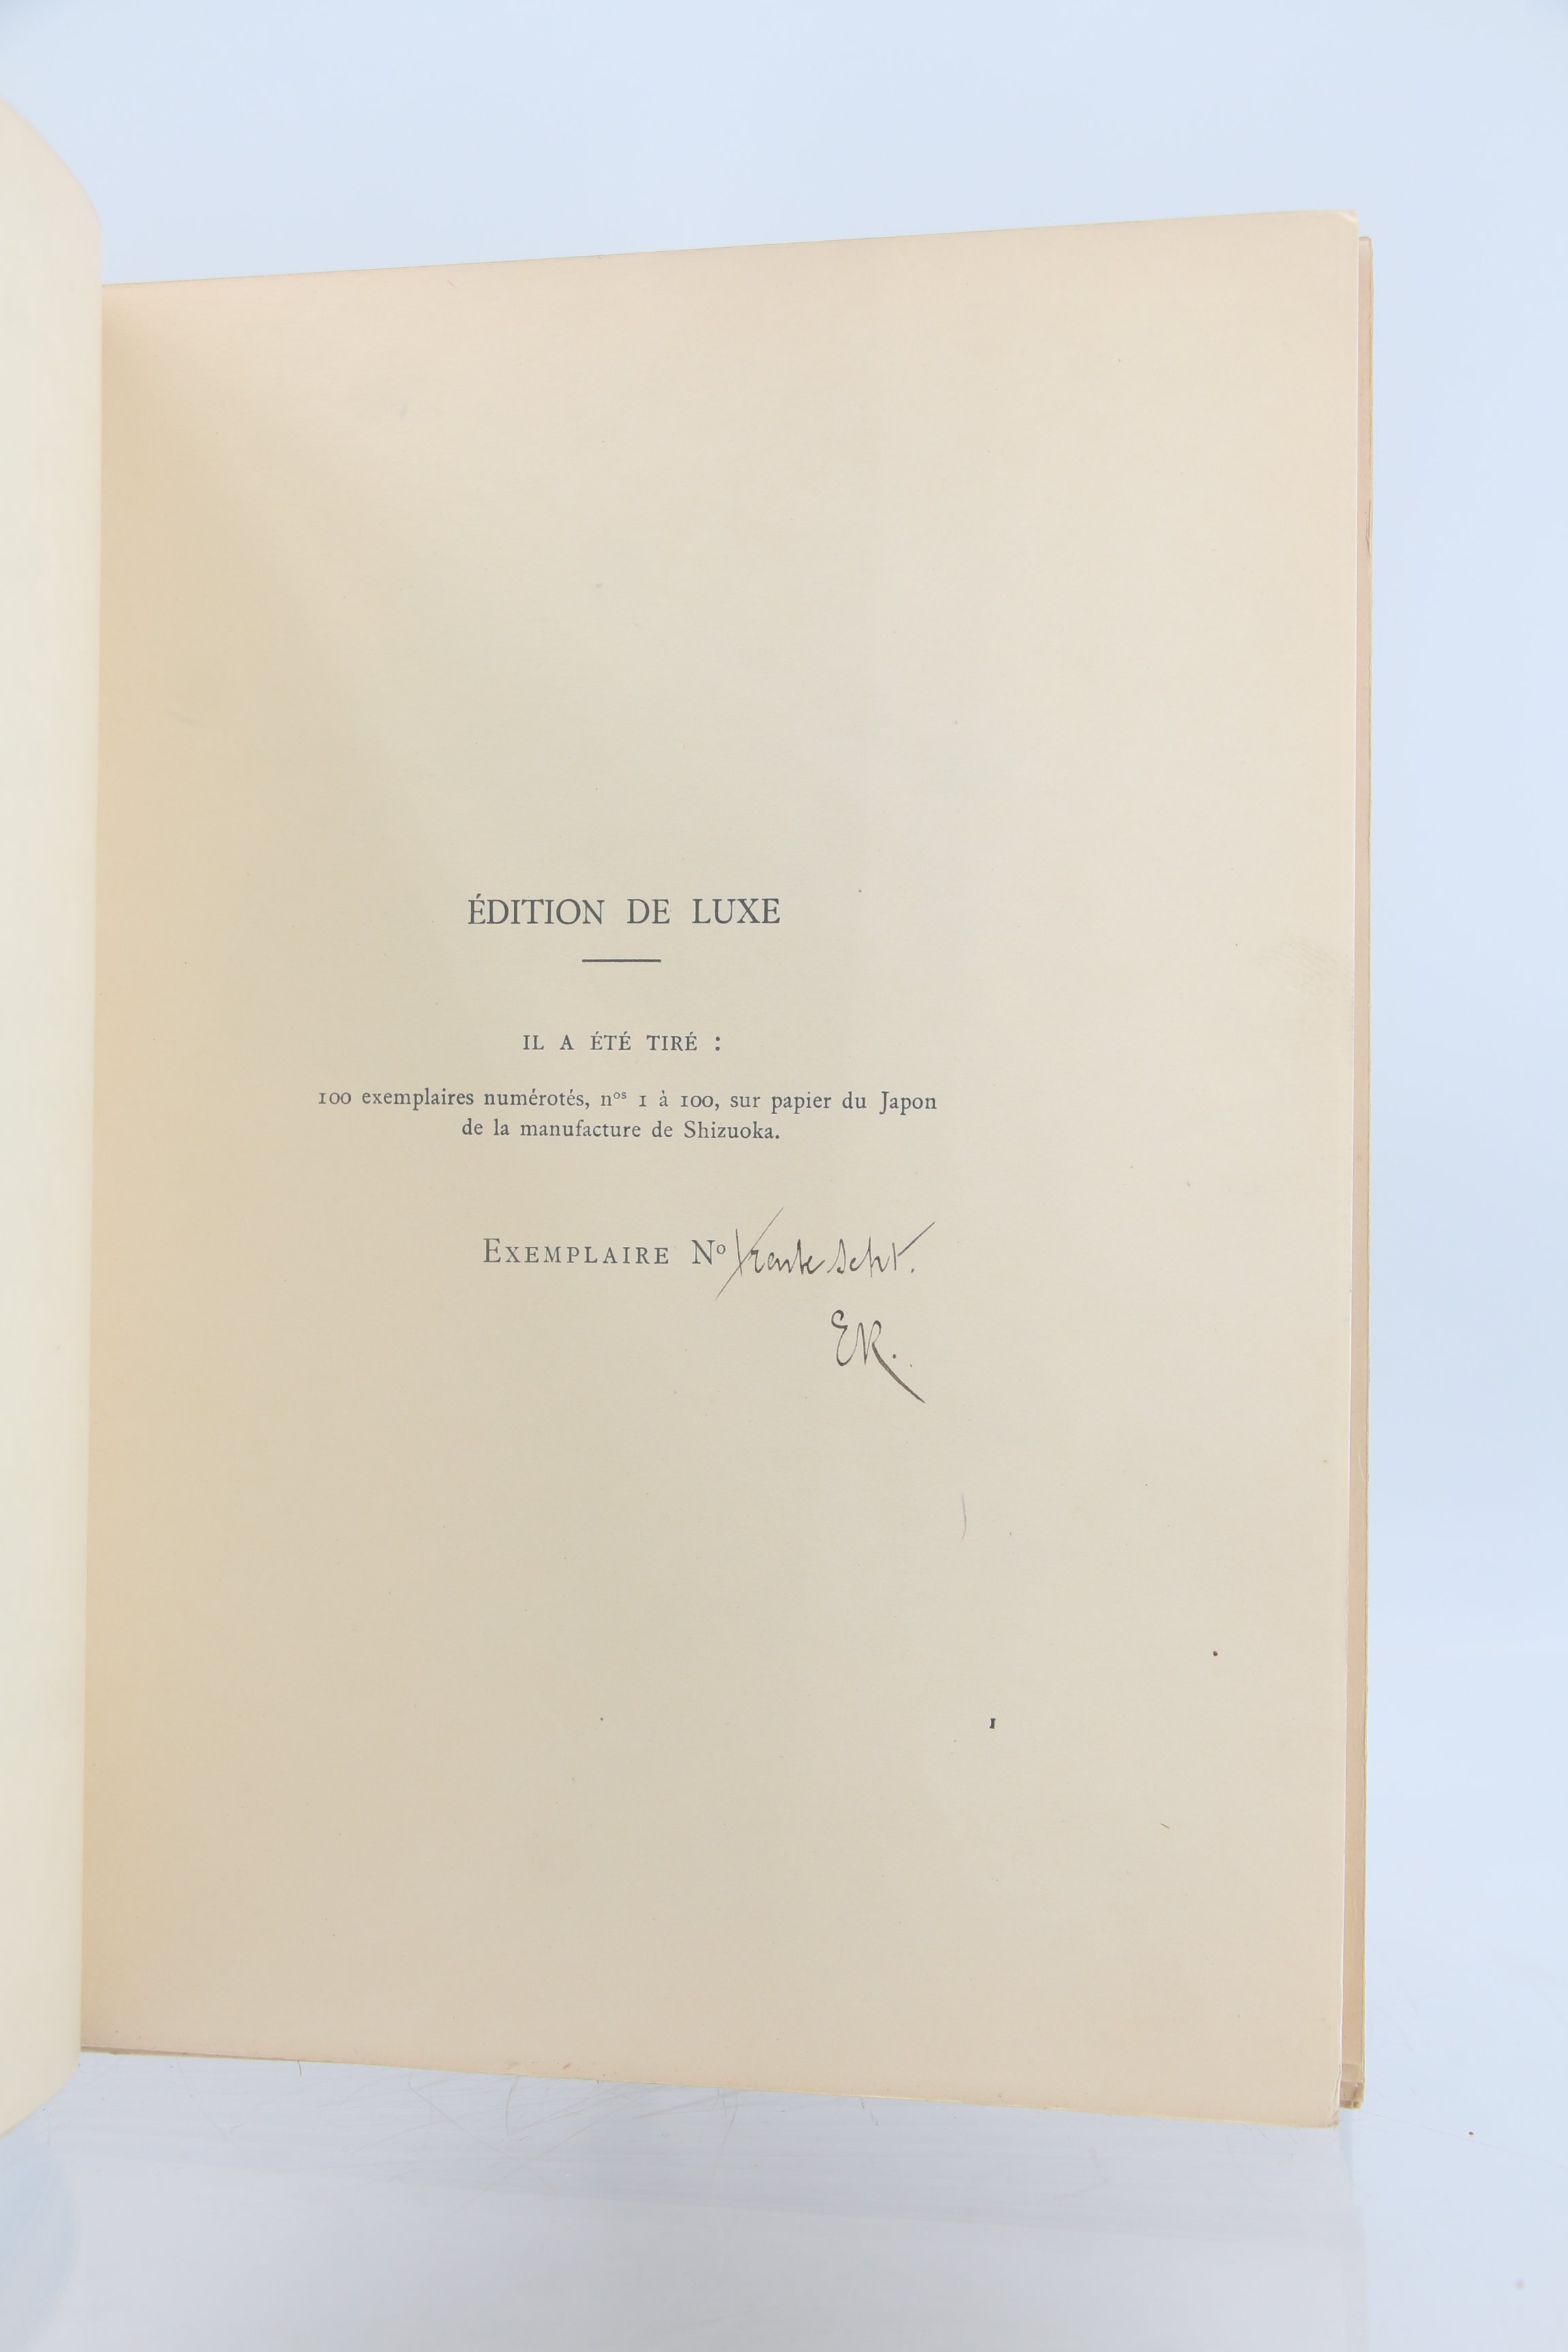 ÉDITION DE LUXE
IL A ÉTÉ TIRÉ :
100 exemplaires numérotés, nos 1 à 100, sur papier du Japon
de la manufacture de Shizuoka.
EXEMPLAIRE No trente sept.
ER.
1